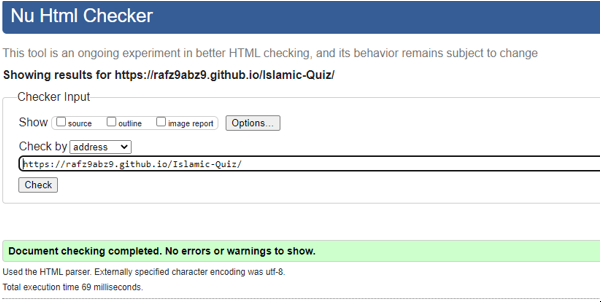 Nu Html Checker
This tool is an ongoing experiment in better HTML checking, and its behavior remains subject to change
Showing results for https://rafz9abz9.github.io/Islamic-Quiz/
Checker Input
Show source outline image report Options...
Check by address
https://rafz9abz9.github.io/Islamic-Quiz/
Check
Document checking completed. No errors or warnings to show.
Used the HTML parser. Externally specified character encoding was utf-8.
Total execution time 69 milliseconds.